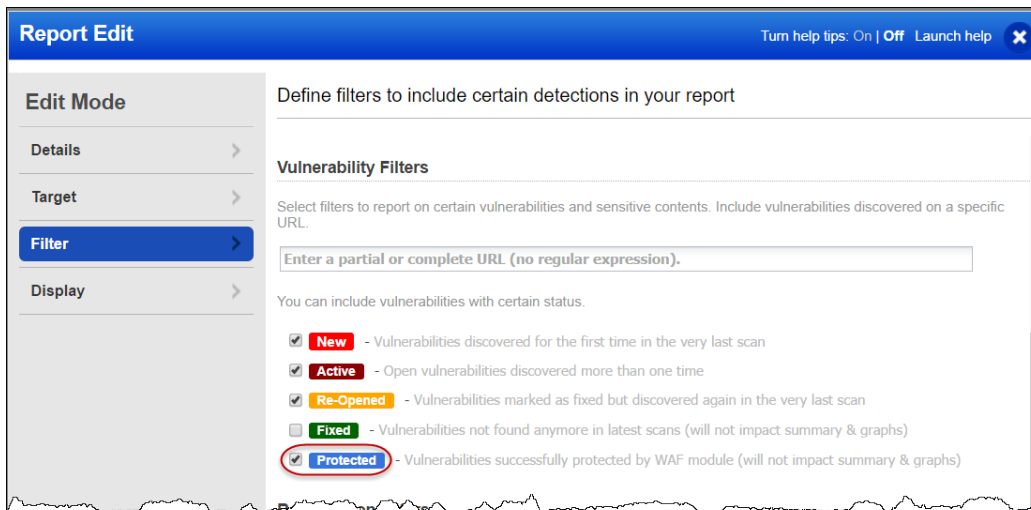 Report Edit
Turn help tips: On | Off Launch help
Edit Mode
Details
Target
Filter
Display
Define filters to include certain detections in your report
Vulnerability Filters
Select filters to report on certain vulnerabilities and sensitive contents. Include vulnerabilities discovered on a specific
URL.
Enter a partial or complete URL (no regular expression).
You can include vulnerabilities with certain status.
New - Vulnerabilities discovered for the first time in the very last scan
Active - Open vulnerabilities discovered more than one time
Re-Opened - Vulnerabilities marked as fixed but discovered again in the very last scan
Fixed - Vulnerabilities not found anymore in latest scans (will not impact summary & graphs)
Protected - Vulnerabilities successfully protected by WAF module (will not impact summary & graphs)